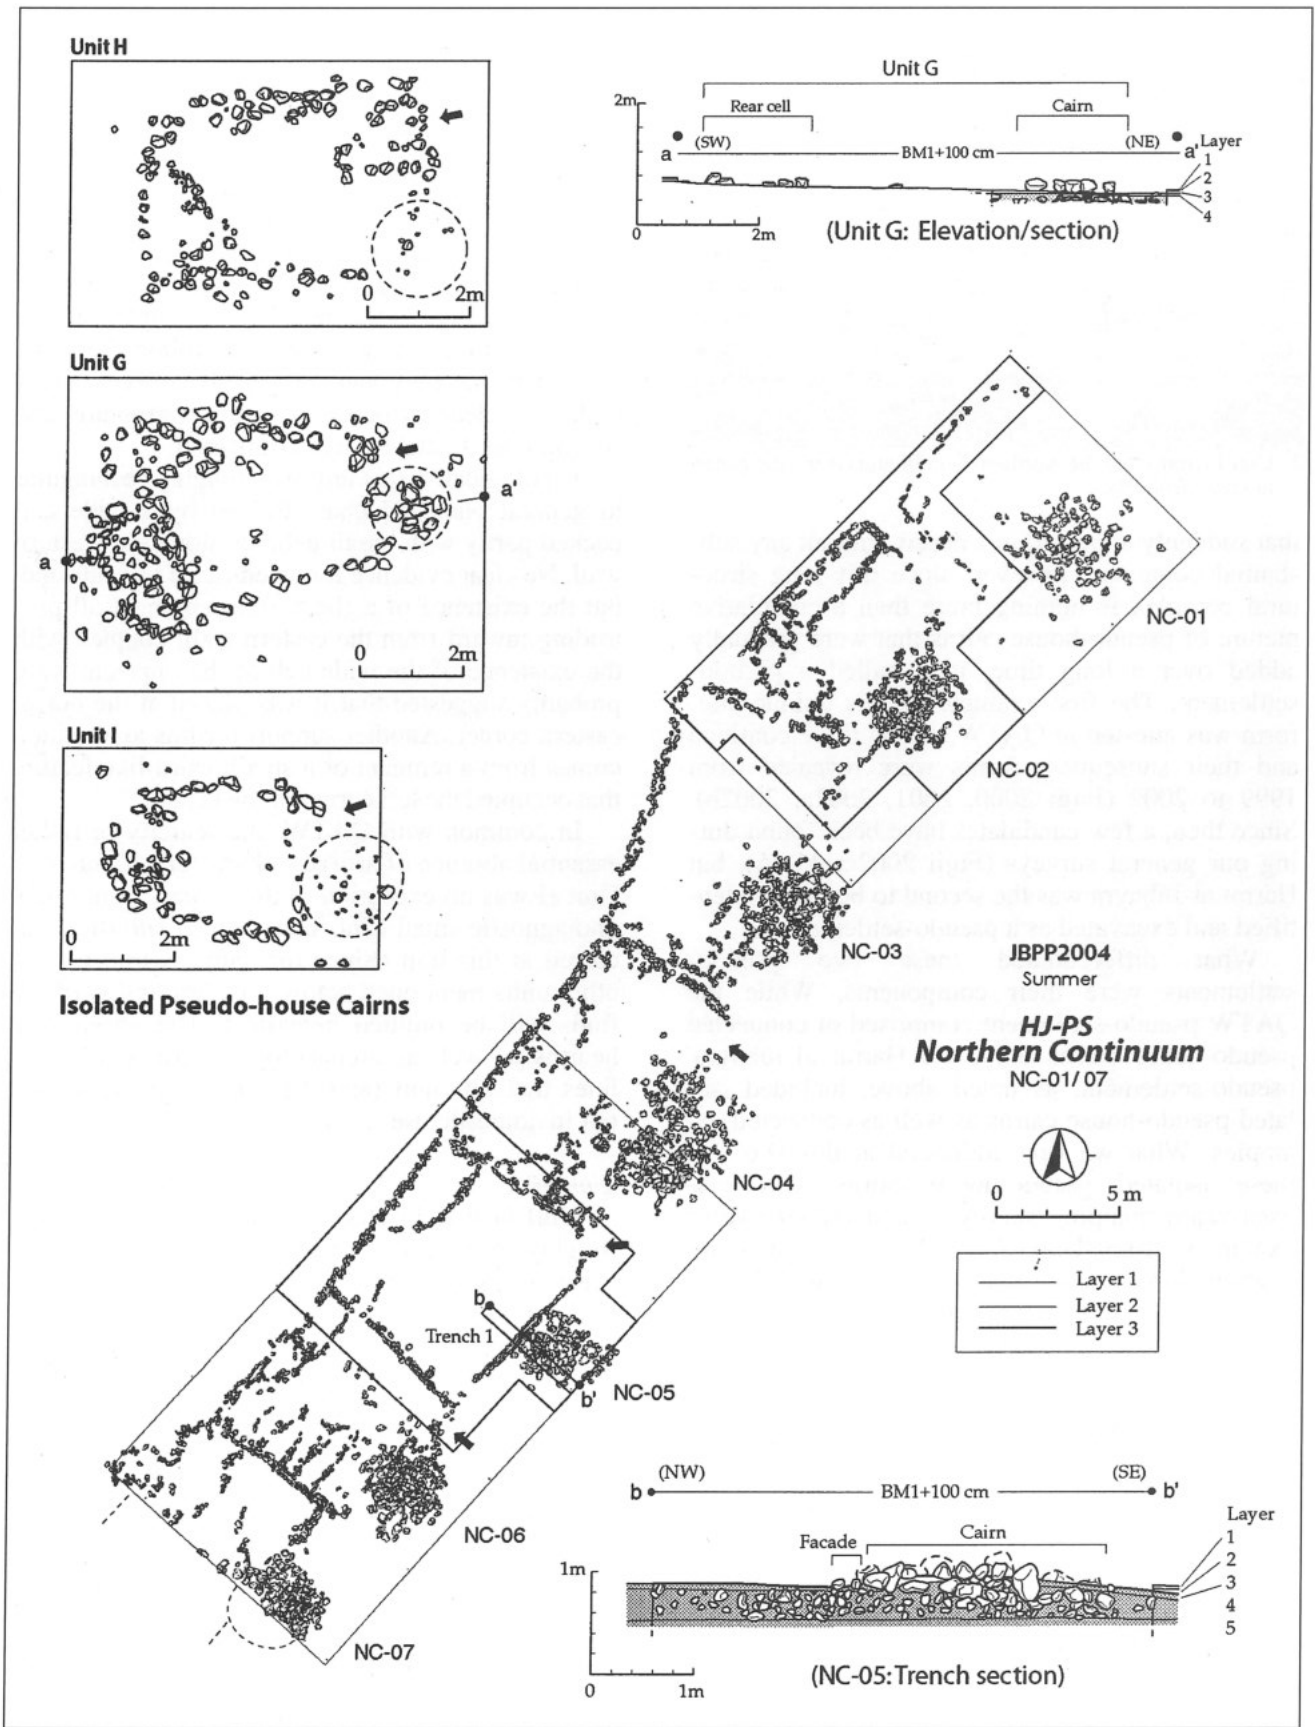 Unit H
0 2m
Unit G
a a'
0 2m
Unit I
0 2m
Isolated Pseudo-house Cairns
Unit G
2m
Rear cell Cairn
(SW) (NE)
a BM1+100 cm a' Layer
1
2
3
4
0 2m
(Unit G: Elevation/section)
NC-01
NC-02
NC-03
JBPP2004
Summer
HJ-PS
Northern Continuum
NC-01/07
NC-04
0 5 m
Layer 1
Layer 2
Layer 3
b
Trench 1
b'
NC-05
NC-06
NC-07
(NW) (SE)
b BM1+100 cm b'
Layer
Facade Cairn
1
2
3
4
5
1m
0 1m
(NC-05: Trench section)